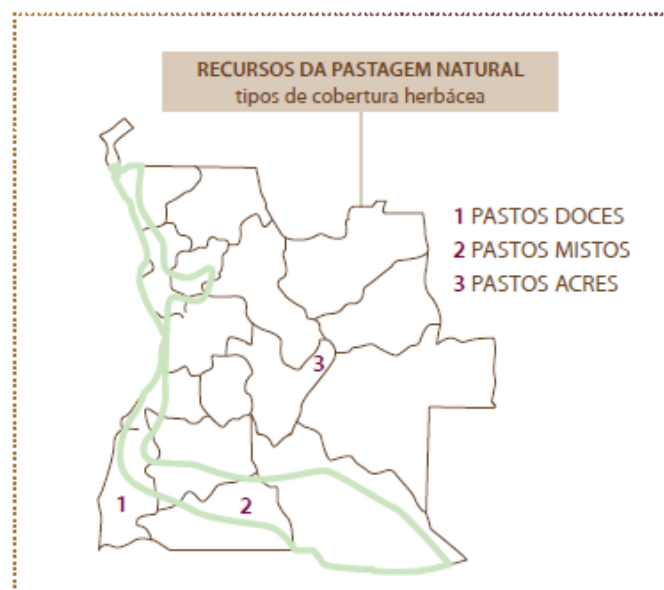 RECURSOS DA PASTAGEM NATURAL
tipos de cobertura herbácea
1 PASTOS DOCES
2 PASTOS MISTOS
3 PASTOS ACRES
3
1
2